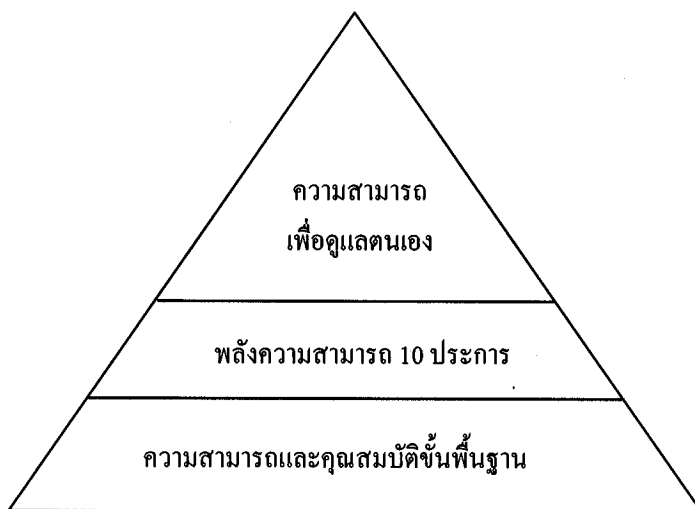 ความสามารถ
เพื่อดูแลตนเอง
พลังความสามารถ 10 ประการ
ความสามารถและคุณสมบัติขั้นพื้นฐาน